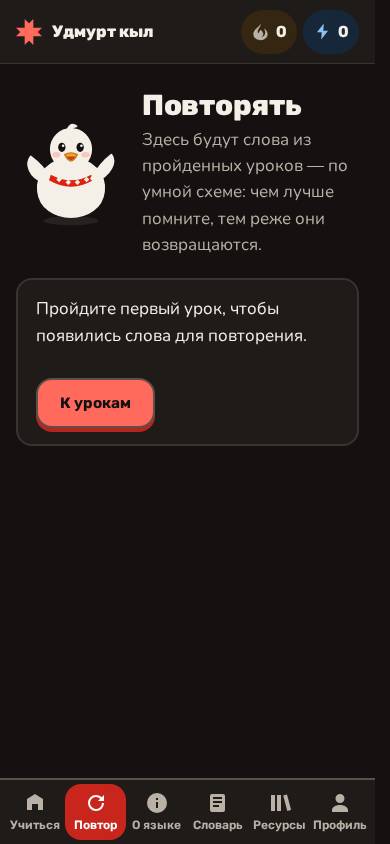 Удмурт кыл
0
0
Повторять
Здесь будут слова из
пройденных уроков — по
умной схеме: чем лучше
помните, тем реже они
возвращаются.
Пройдите первый урок, чтобы
появились слова для повторения.
К урокам
Учиться
Повтор
О языке
Словарь
Ресурсы
Профиль